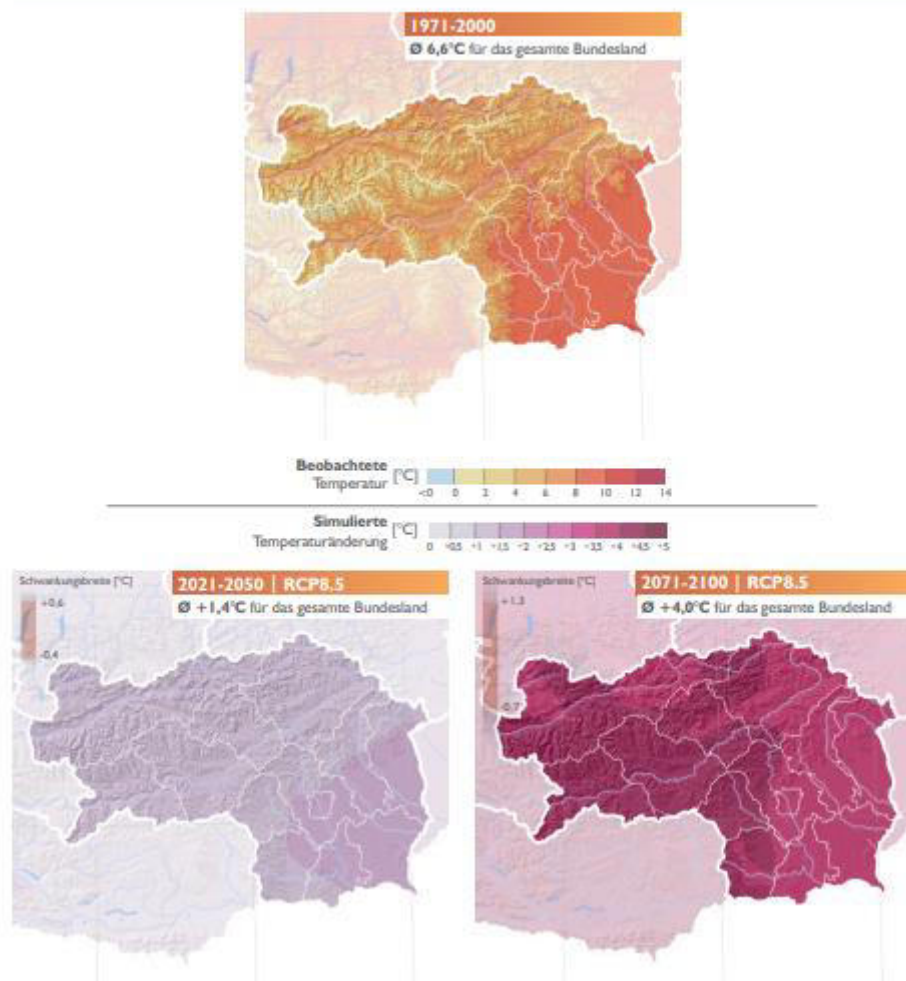 1971-2000
Ø 6,6°C für das gesamte Bundesland
Beobachtete
Temperatur
[°C]
<0 0 2 4 6 8 10 12 14
Simulierte
Temperaturänderung
[°C]
0 +0,5 +1 +1,5 +2 +2,5 +3 +3,5 +4 +4,5 +5
Schwankungsbreite [°C]
+0,6
-0,4
2021-2050 | RCP8,5
Ø +1,4°C für das gesamte Bundesland
Schwankungsbreite [°C]
+1,3
-0,7
2071-2100 | RCP8,5
Ø +4,0°C für das gesamte Bundesland